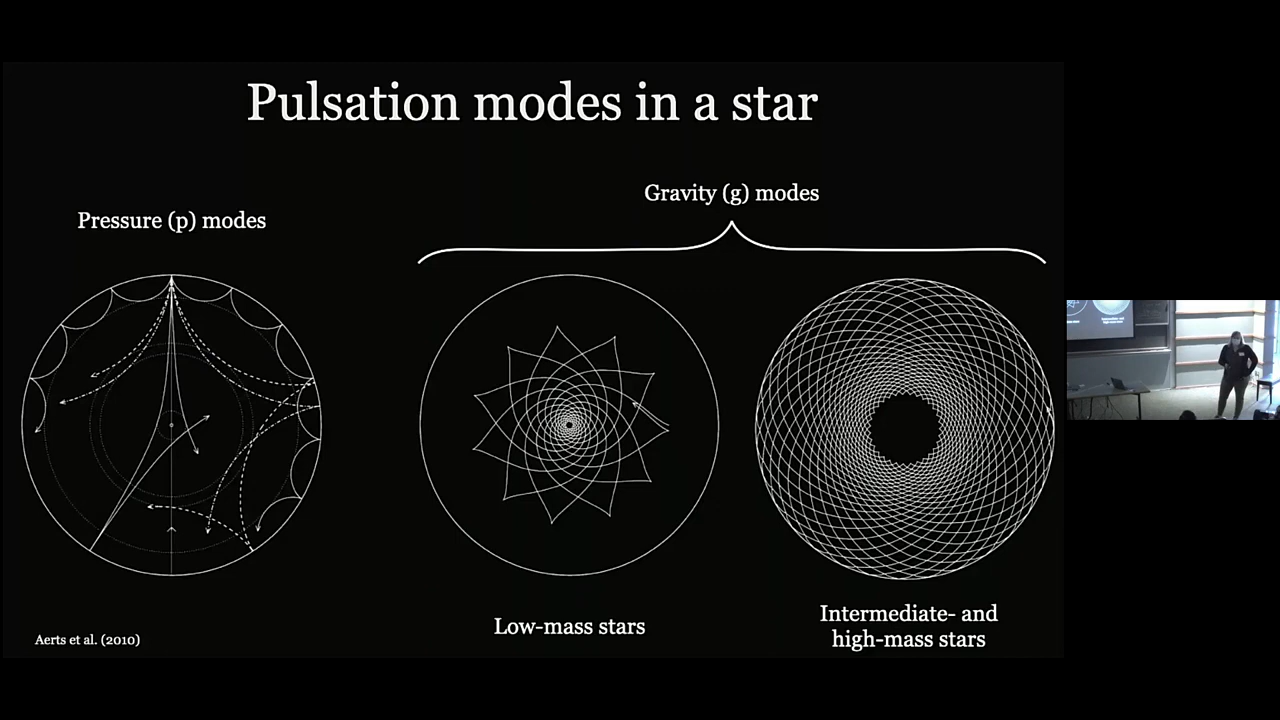 Pulsation modes in a star
Gravity (g) modes
Pressure (p) modes
Low-mass stars
Intermediate- and
high-mass stars
Aerts et al. (2010)